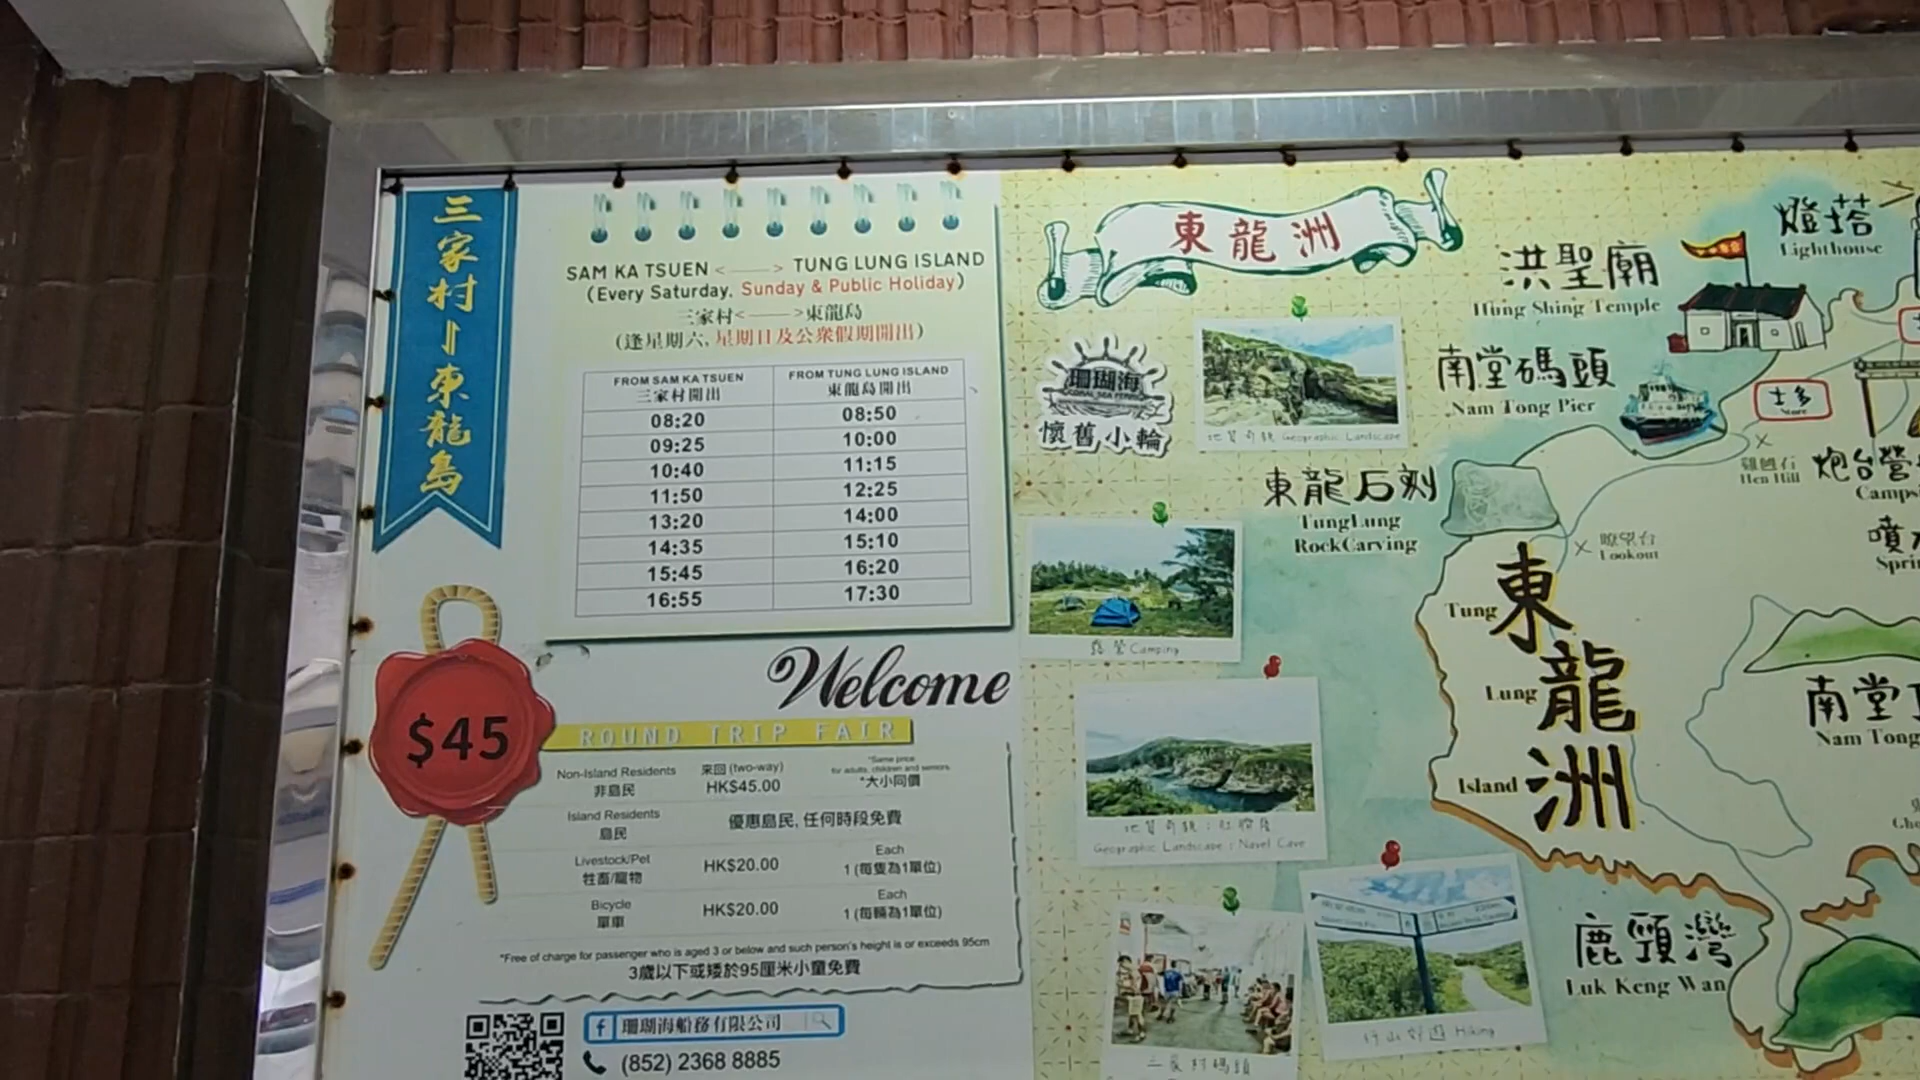 三家村⇌東龍島
SAM KA TSUEN <——> TUNG LUNG ISLAND
(Every Saturday, Sunday & Public Holiday)
三家村<——>東龍島
(逢星期六, 星期日及公眾假期開出)
FROM SAM KA TSUEN FROM TUNG LUNG ISLAND
三家村開出 東龍島開出
08:20 08:50
09:25 10:00
10:40 11:15
11:50 12:25
13:20 14:00
14:35 15:10
15:45 16:20
16:55 17:30
Welcome
$45
ROUND TRIP FAIR
Non-Island Residents 來回 (two-way) *Same price
for adults, children and seniors
非島民 HK$45.00 *大小同價
Island Residents
島民 優惠島民, 任何時段免費
Livestock/Pet HK$20.00 Each
牲畜/寵物 1 (每隻為1單位)
Bicycle HK$20.00 Each
單車 1 (每輛為1單位)
*Free of charge for passenger who is aged 3 or below and such person's height is or exceeds 95cm
3歲以下或矮於95厘米小童免費
f 珊瑚海船務有限公司
(852) 2368 8885
東龍洲
珊瑚海
CORAL SEA FERRY
懷舊小輪
地質奇貌 Geographic Landscape
洪聖廟
Hung Shing Temple
燈塔
Lighthouse
南堂碼頭
Nam Tong Pier
士多
Store
雞乸石
Hen Hill
炮台營
Camps
東龍石刻
TungLung
RockCarving
瞭望台
Lookout
噴
Spri
露營 Camping
東龍洲
Tung
Lung
Island
南堂
Nam Tong
Geographic Landscape : Navel Cave
鹿頸灣
Luk Keng Wan
行山郊遊 Hiking
三家村碼頭